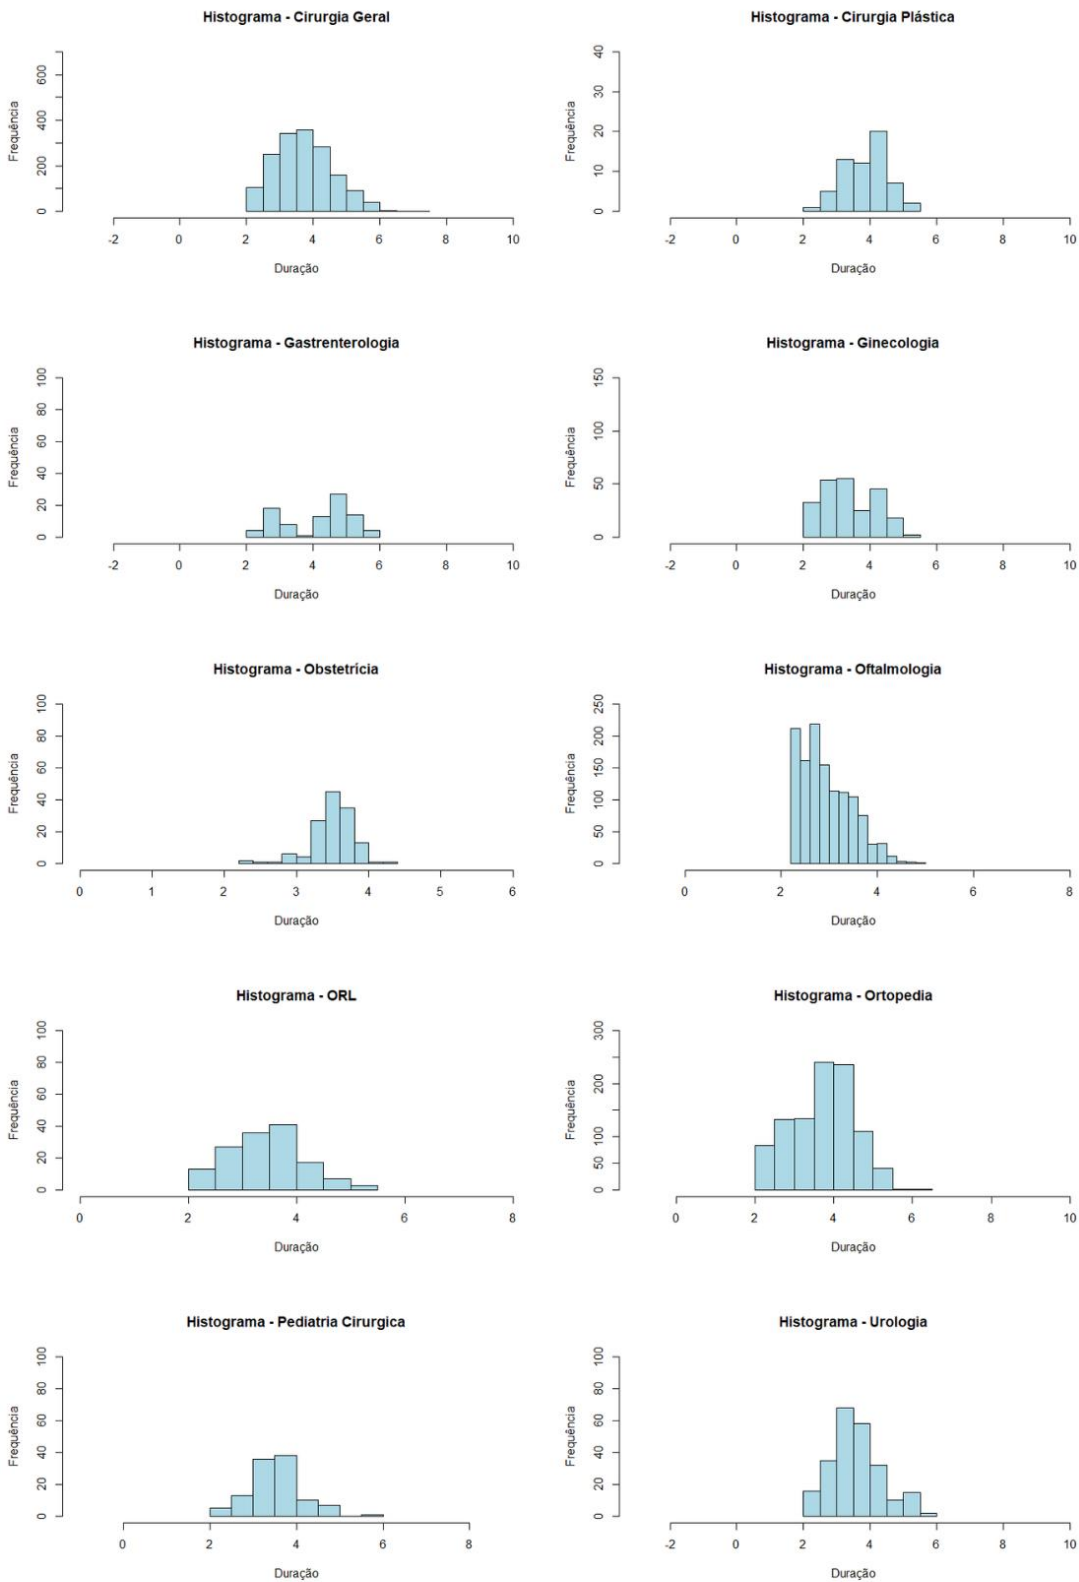 Histograma - Cirurgia Geral
Frequência
0 200 400 600
-2 0 2 4 6 8 10
Duração
Histograma - Cirurgia Plástica
Frequência
0 10 20 30 40
-2 0 2 4 6 8 10
Duração
Histograma - Gastrenterologia
Frequência
0 20 40 60 80 100
-2 0 2 4 6 8 10
Duração
Histograma - Ginecologia
Frequência
0 50 100 150
-2 0 2 4 6 8 10
Duração
Histograma - Obstetrícia
Frequência
0 20 40 60 80 100
0 1 2 3 4 5 6
Duração
Histograma - Oftalmologia
Frequência
0 50 100 150 200 250
0 2 4 6 8
Duração
Histograma - ORL
Frequência
0 20 40 60 80 100
0 2 4 6 8
Duração
Histograma - Ortopedia
Frequência
0 50 100 200 300
0 2 4 6 8 10
Duração
Histograma - Pediatria Cirurgica
Frequência
0 20 40 60 80 100
0 2 4 6 8
Duração
Histograma - Urologia
Frequência
0 20 40 60 80 100
-2 0 2 4 6 8 10
Duração